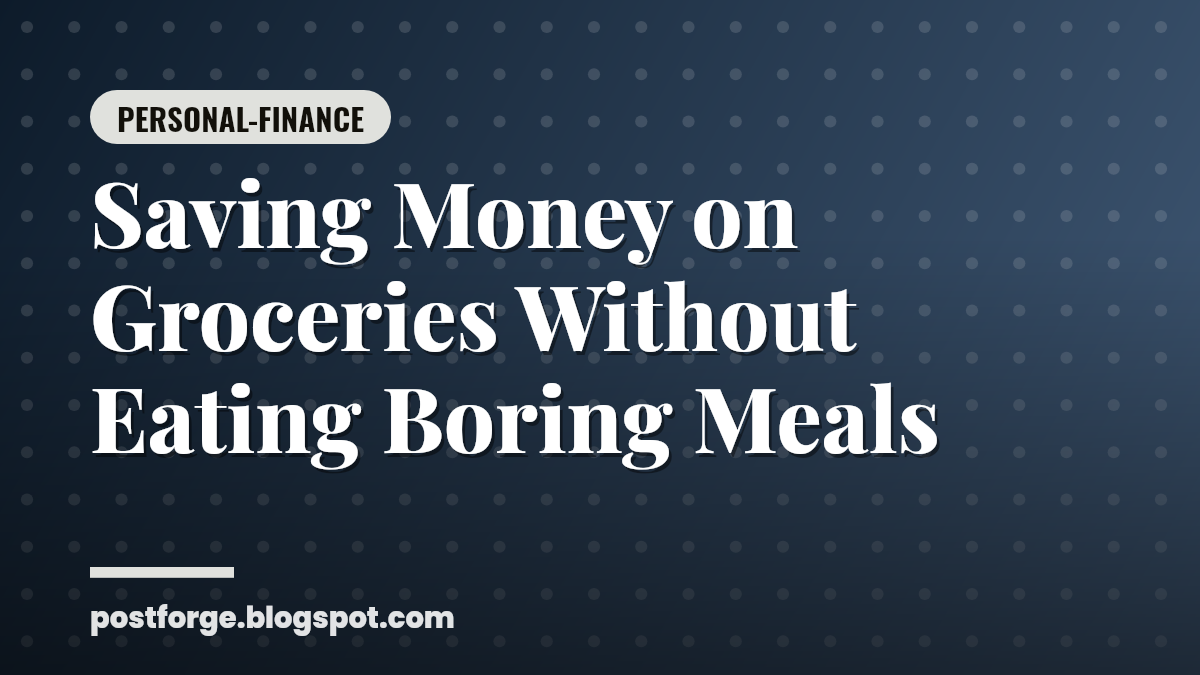 PERSONAL-FINANCE
Saving Money on
Groceries Without
Eating Boring Meals
postforge.blogspot.com